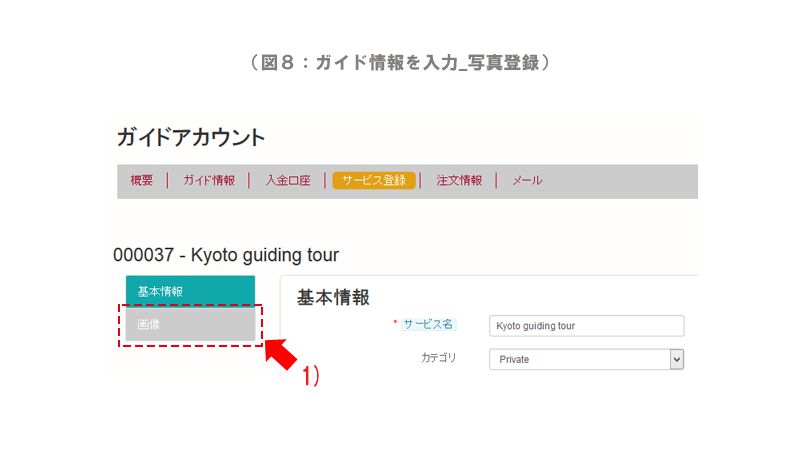 （図８：ガイド情報を入力_写真登録）
ガイドアカウント
概要 ガイド情報 入金口座 サービス登録 注文情報 メール
000037 - Kyoto guiding tour
基本情報
画像
基本情報
* サービス名 Kyoto guiding tour
カテゴリ Private
1)